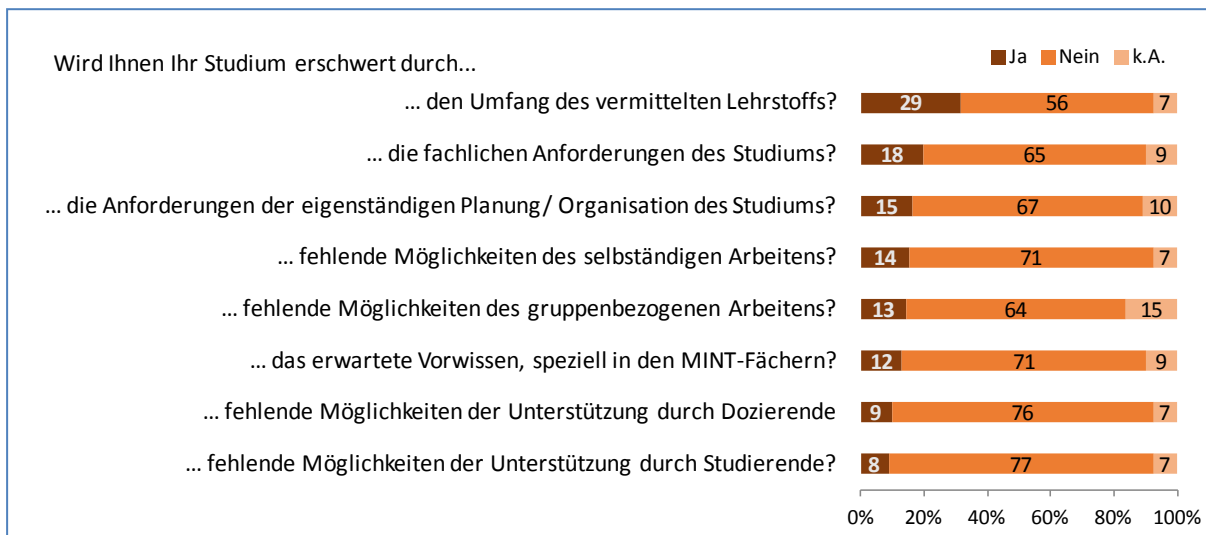 Wird Ihnen Ihr Studium erschwert durch...
Ja Nein k.A.
... den Umfang des vermittelten Lehrstoffs? 29 56 7
... die fachlichen Anforderungen des Studiums? 18 65 9
... die Anforderungen der eigenständigen Planung/ Organisation des Studiums? 15 67 10
... fehlende Möglichkeiten des selbständigen Arbeitens? 14 71 7
... fehlende Möglichkeiten des gruppenbezogenen Arbeitens? 13 64 15
... das erwartete Vorwissen, speziell in den MINT-Fächern? 12 71 9
... fehlende Möglichkeiten der Unterstützung durch Dozierende 9 76 7
... fehlende Möglichkeiten der Unterstützung durch Studierende? 8 77 7
0% 20% 40% 60% 80% 100%